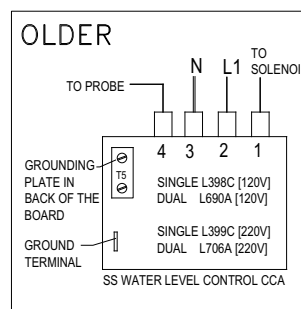 OLDER
TO PROBE
N
L1
TO
SOLENOI
4 3 2 1
GROUNDING
PLATE IN
BACK OF THE
BOARD
T5
SINGLE L398C [120V]
DUAL L690A [120V]
SINGLE L399C [220V]
DUAL L706A [220V]
GROUND
TERMINAL
SS WATER LEVEL CONTROL CCA